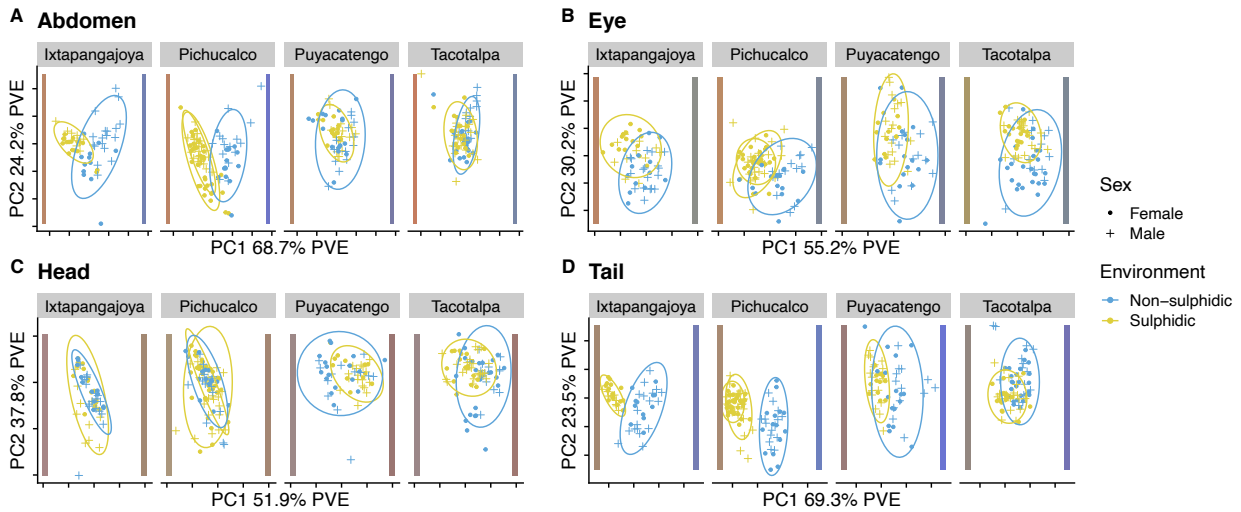 A Abdomen
Ixtapangajoya Pichucalco Puyacatengo Tacotalpa
PC2 24.2% PVE
PC1 68.7% PVE
B Eye
Ixtapangajoya Pichucalco Puyacatengo Tacotalpa
PC2 30.2% PVE
PC1 55.2% PVE
C Head
Ixtapangajoya Pichucalco Puyacatengo Tacotalpa
PC2 37.8% PVE
PC1 51.9% PVE
D Tail
Ixtapangajoya Pichucalco Puyacatengo Tacotalpa
PC2 23.5% PVE
PC1 69.3% PVE
Sex
Female
Male
Environment
Non−sulphidic
Sulphidic